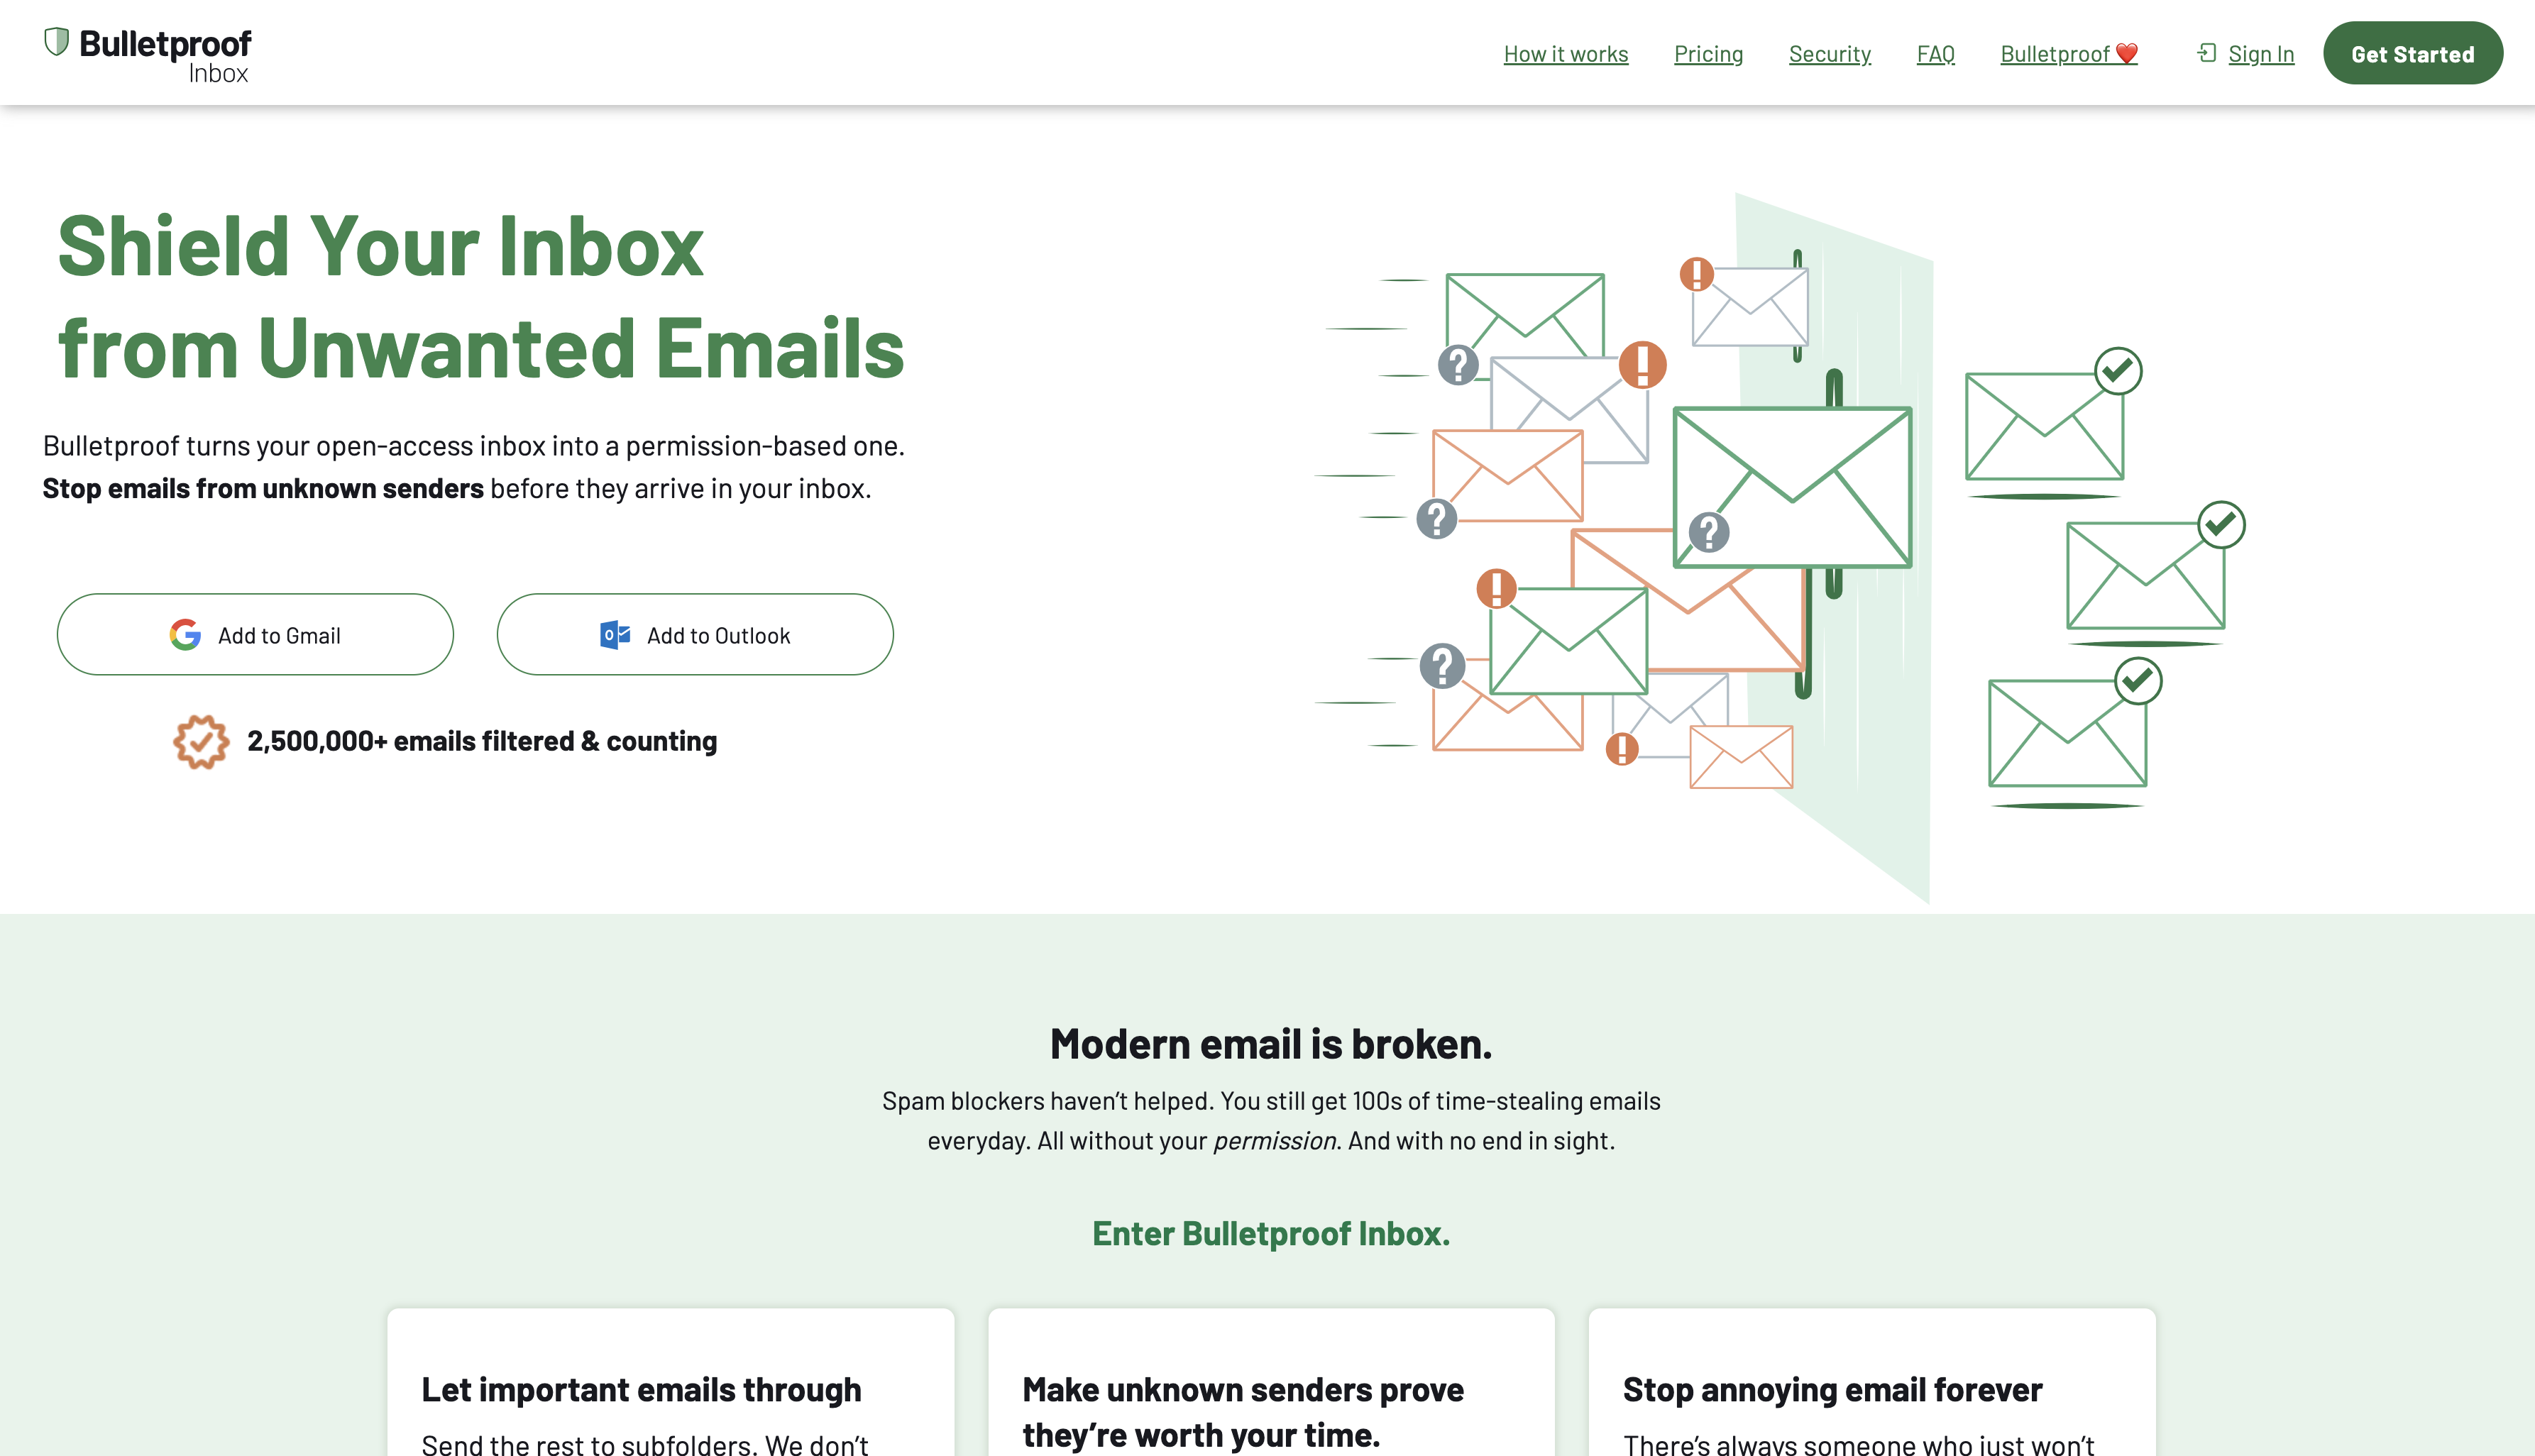 Bulletproof
Inbox
How it works
Pricing
Security
FAQ
Bulletproof ❤️
Sign In
Get Started
Shield Your Inbox
from Unwanted Emails
Bulletproof turns your open-access inbox into a permission-based one.
Stop emails from unknown senders before they arrive in your inbox.
Add to Gmail
Add to Outlook
2,500,000+ emails filtered & counting
Modern email is broken.
Spam blockers haven't helped. You still get 100s of time-stealing emails
everyday. All without your permission. And with no end in sight.
Enter Bulletproof Inbox.
Let important emails through
Send the rest to subfolders. We don't
Make unknown senders prove
they're worth your time.
Stop annoying email forever
There's always someone who just won't